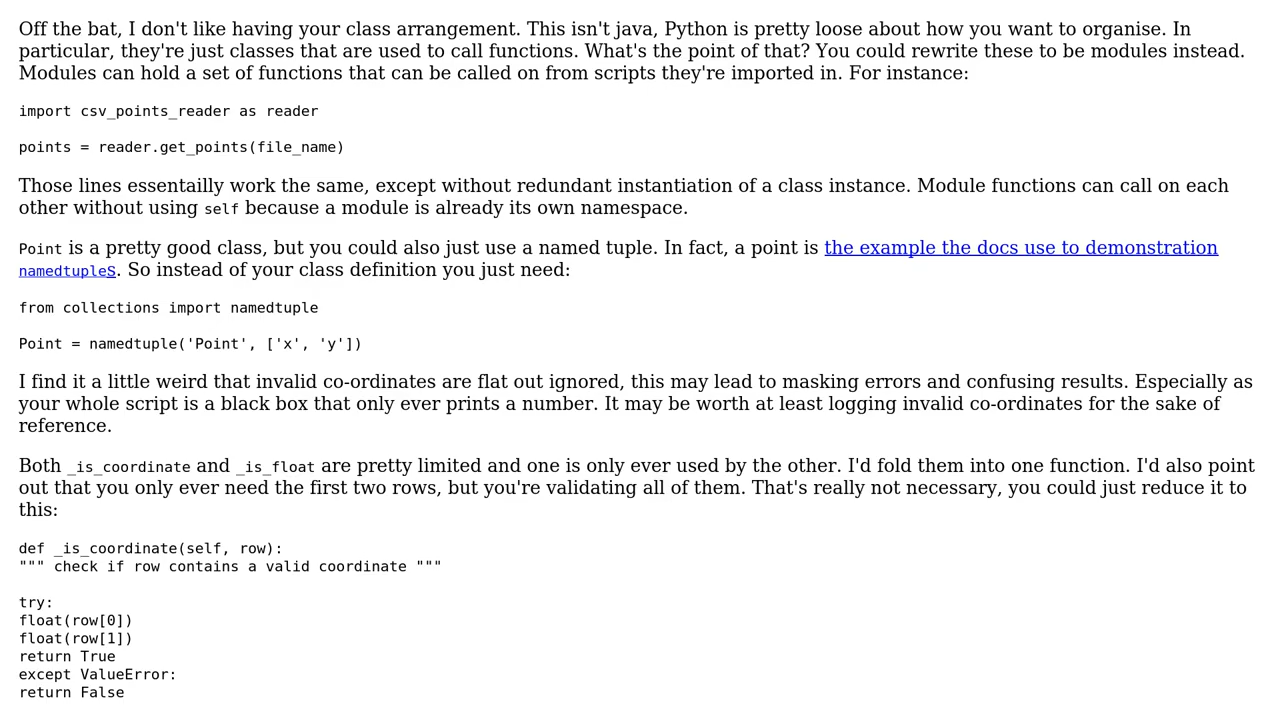 Off the bat, I don't like having your class arrangement. This isn't java, Python is pretty loose about how you want to organise. In
particular, they're just classes that are used to call functions. What's the point of that? You could rewrite these to be modules instead.
Modules can hold a set of functions that can be called on from scripts they're imported in. For instance:
import csv_points_reader as reader
points = reader.get_points(file_name)
Those lines essentailly work the same, except without redundant instantiation of a class instance. Module functions can call on each
other without using self because a module is already its own namespace.
Point is a pretty good class, but you could also just use a named tuple. In fact, a point is the example the docs use to demonstration
namedtuples. So instead of your class definition you just need:
from collections import namedtuple
Point = namedtuple('Point', ['x', 'y'])
I find it a little weird that invalid co-ordinates are flat out ignored, this may lead to masking errors and confusing results. Especially as
your whole script is a black box that only ever prints a number. It may be worth at least logging invalid co-ordinates for the sake of
reference.
Both _is_coordinate and _is_float are pretty limited and one is only ever used by the other. I'd fold them into one function. I'd also point
out that you only ever need the first two rows, but you're validating all of them. That's really not necessary, you could just reduce it to
this:
def _is_coordinate(self, row):
""" check if row contains a valid coordinate """
try:
float(row[0])
float(row[1])
return True
except ValueError:
return False